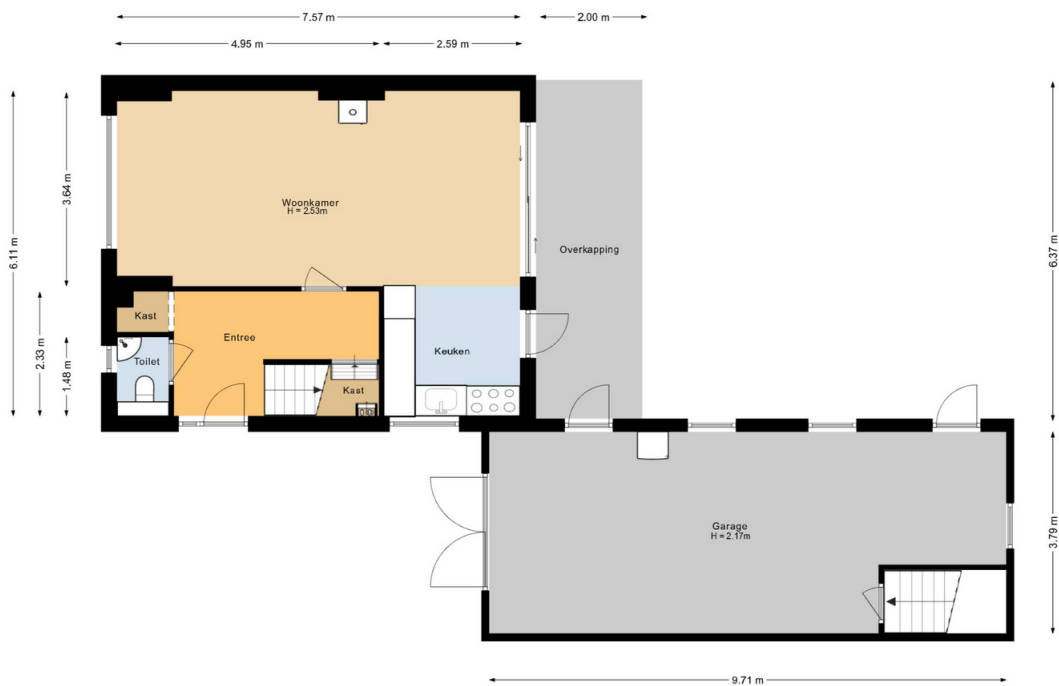 7.57 m
2.00 m
4.95 m
2.59 m
6.11 m
3.64 m
2.33 m
1.48 m
6.37 m
3.79 m
Woonkamer
H = 2.53m
Overkapping
Kast
Entree
Toilet
Keuken
Kast
Garage
H = 2.17m
9.71 m